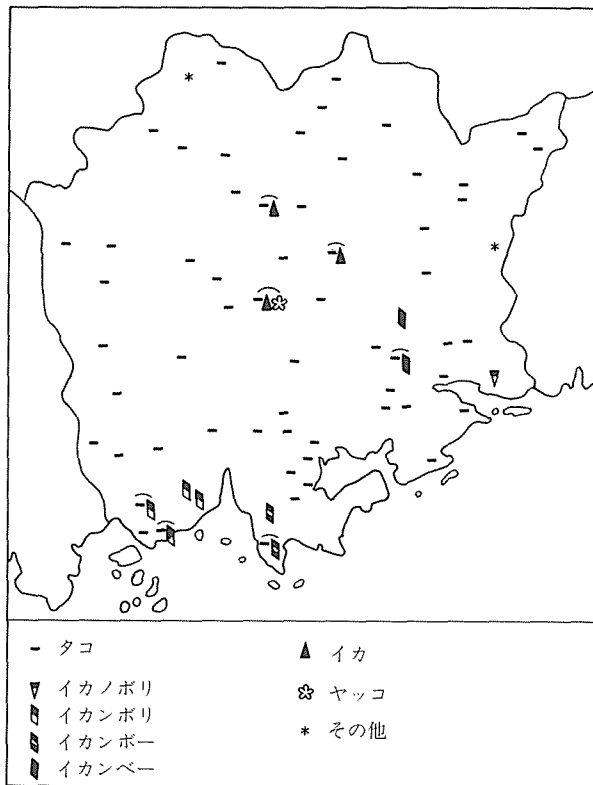 タコ
イカノボリ
イカンボリ
イカンボー
イカンベー
イカ
ヤッコ
その他